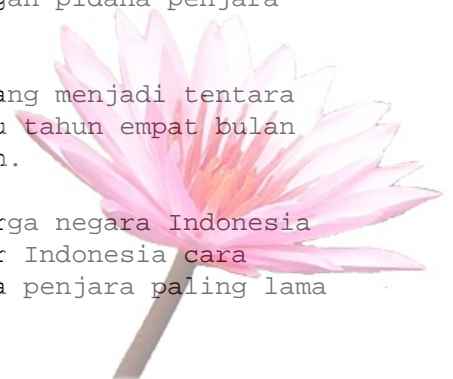 gan pidana penjara
ang menjadi tentara
u tahun empat bulan
n.
rga negara Indonesia
r Indonesia cara
a penjara paling lama